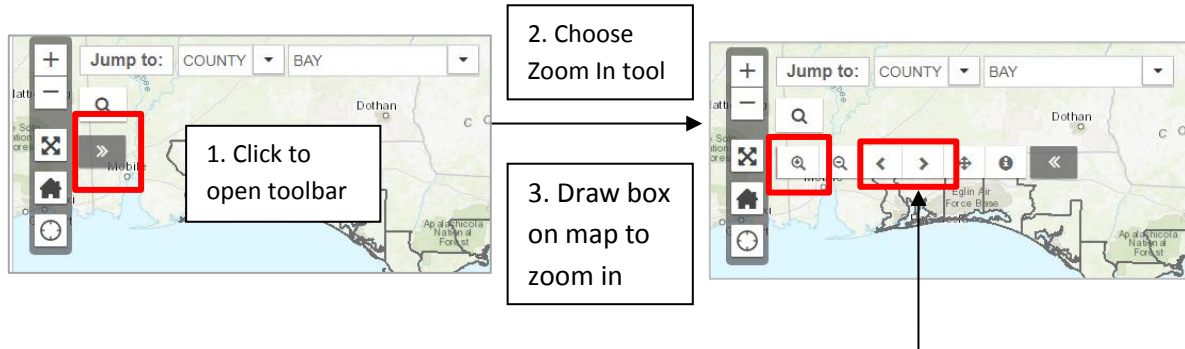 +
Jump to: COUNTY BAY
−
Dothan
Mobile
Apalachicola
National
Forest
1. Click to
open toolbar
2. Choose
Zoom In tool
3. Draw box
on map to
zoom in
+
Jump to: COUNTY BAY
−
Dothan
Eglin Air
Force Base
Apalachicola
National
Forest